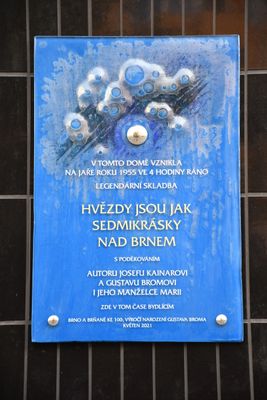 V TOMTO DOMĚ VZNIKLA
NA JAŘE ROKU 1955 VE 4 HODINY RÁNO
LEGENDÁRNÍ SKLADBA
HVĚZDY JSOU JAK
SEDMIKRÁSKY
NAD BRNEM
S PODĚKOVÁNÍM
AUTORU JOSEFU KAINAROVI
A GUSTAVU BROMOVI
I JEHO MANŽELCE MARII
ZDE V TOM ČASE BYDLÍCÍM
BRNO A BRŇANÉ KE 100. VÝROČÍ NAROZENÍ GUSTAVA BROMA
KVĚTEN 2021